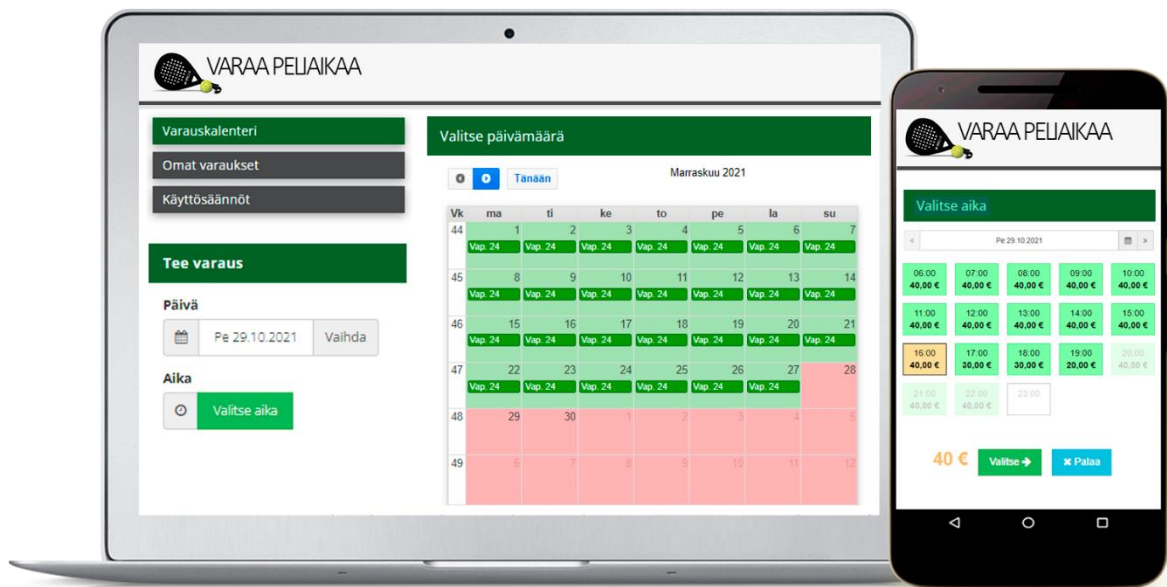 VARAA PELIAIKAA
Varauskalenteri
Omat varaukset
Käyttösäännöt
Tee varaus
Päivä
Pe 29.10.2021 Vaihda
Aika
Valitse aika
Valitse päivämäärä
Tänään Marraskuu 2021
Vk ma ti ke to pe la su
44 1 2 3 4 5 6 7
Vap. 24 Vap. 24 Vap. 24 Vap. 24 Vap. 24 Vap. 24 Vap. 24
45 8 9 10 11 12 13 14
Vap. 24 Vap. 24 Vap. 24 Vap. 24 Vap. 24 Vap. 24 Vap. 24
46 15 16 17 18 19 20 21
Vap. 24 Vap. 24 Vap. 24 Vap. 24 Vap. 24 Vap. 24 Vap. 24
47 22 23 24 25 26 27 28
Vap. 24 Vap. 24 Vap. 24 Vap. 24 Vap. 24 Vap. 24
48 29 30 1 2 3 4 5
49 6 7 8 9 10 11 12
VARAA PELIAIKAA
Valitse aika
« Pe 29.10.2021 »
06:00 07:00 08:00 09:00 10:00
40,00 € 40,00 € 40,00 € 40,00 € 40,00 €
11:00 12:00 13:00 14:00 15:00
40,00 € 40,00 € 40,00 € 40,00 € 40,00 €
16:00 17:00 18:00 19:00 20:00
40,00 € 30,00 € 30,00 € 20,00 € 40,00 €
21:00 22:00 23:00
40,00 € 40,00 €
40 € Valitse Palaa